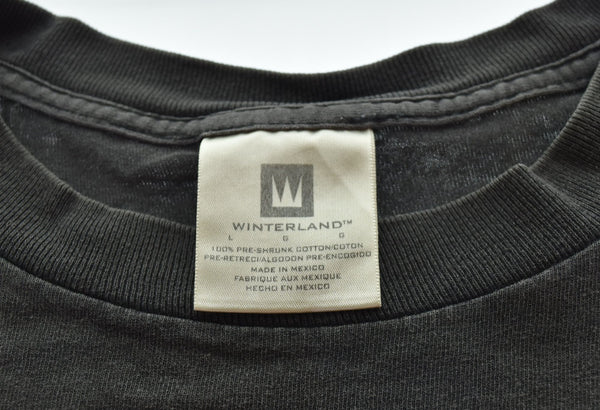 WINTERLAND™
L G G
100% PRE-SHRUNK COTTON/COTON
PRE-RETRECI/ALGODON PRE-ENCOGIDO
MADE IN MEXICO
FABRIQUE AUX MEXIQUE
HECHO EN MEXICO